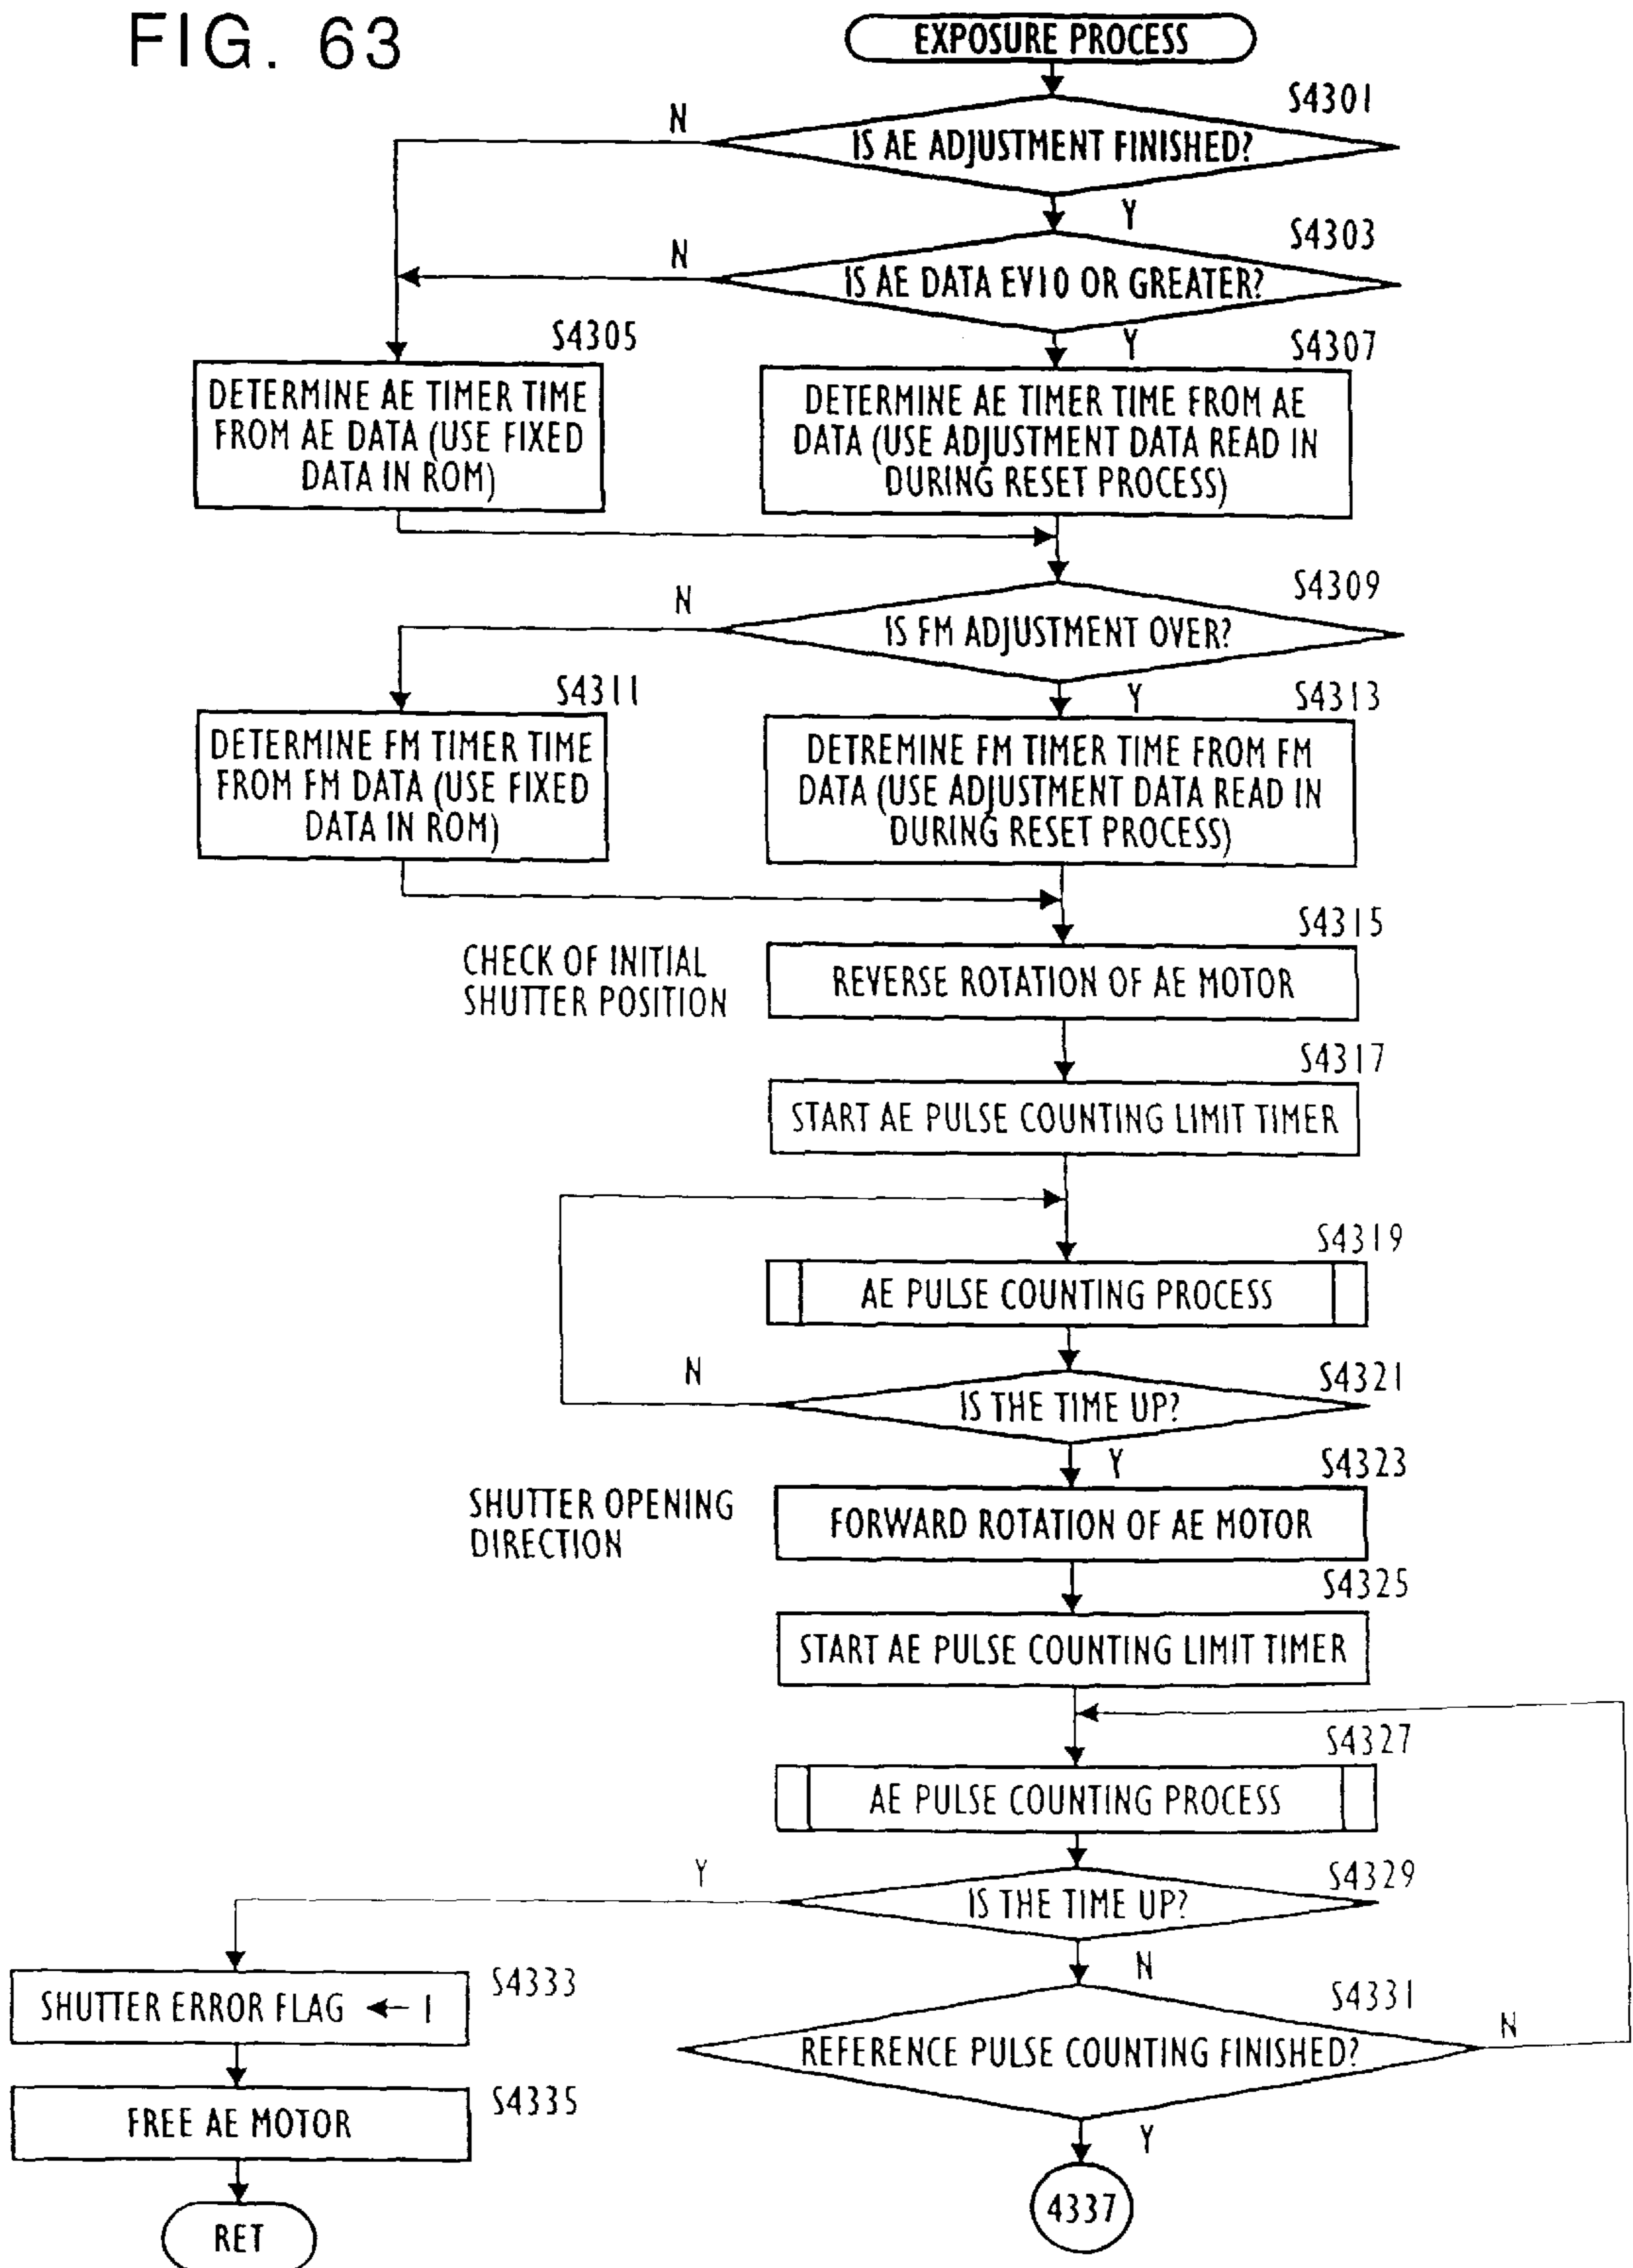 FIG. 63
EXPOSURE PROCESS
S4301
N
IS AE ADJUSTMENT FINISHED?
Y
S4303
N
IS AE DATA EV10 OR GREATER?
S4305
Y
S4307
DETERMINE AE TIMER TIME
FROM AE DATA (USE FIXED
DATA IN ROM)
DETERMINE AE TIMER TIME FROM AE
DATA (USE ADJUSTMENT DATA READ IN
DURING RESET PROCESS)
S4309
N
IS FM ADJUSTMENT OVER?
S4311
Y
S4313
DETERMINE FM TIMER TIME
FROM FM DATA (USE FIXED
DATA IN ROM)
DETREMINE FM TIMER TIME FROM FM
DATA (USE ADJUSTMENT DATA READ IN
DURING RESET PROCESS)
S4315
CHECK OF INITIAL
SHUTTER POSITION
REVERSE ROTATION OF AE MOTOR
S4317
START AE PULSE COUNTING LIMIT TIMER
S4319
AE PULSE COUNTING PROCESS
N
S4321
IS THE TIME UP?
Y
S4323
SHUTTER OPENING
DIRECTION
FORWARD ROTATION OF AE MOTOR
S4325
START AE PULSE COUNTING LIMIT TIMER
S4327
AE PULSE COUNTING PROCESS
Y
S4329
IS THE TIME UP?
N
S4333
SHUTTER ERROR FLAG ← 1
S4331
N
REFERENCE PULSE COUNTING FINISHED?
S4335
FREE AE MOTOR
Y
4337
RET